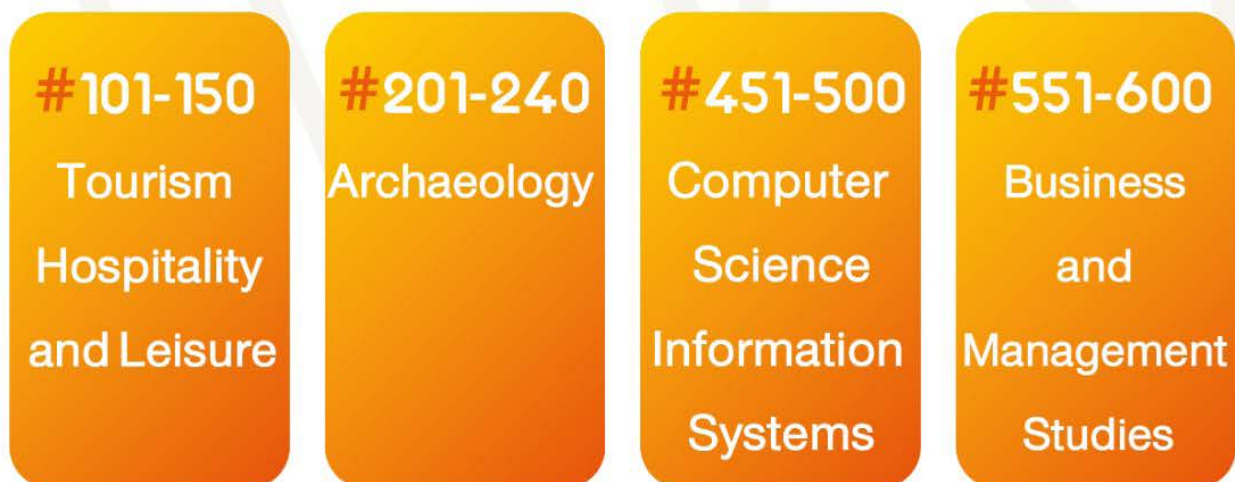 #101-150
Tourism
Hospitality
and Leisure
#201-240
Archaeology
#451-500
Computer
Science
Information
Systems
#551-600
Business
and
Management
Studies